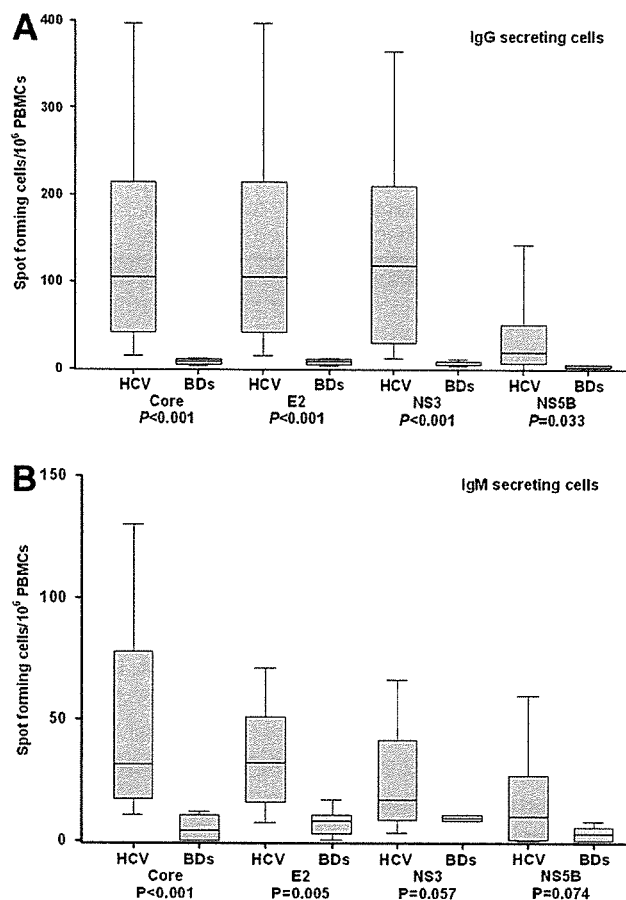 A
IgG secreting cells
Spot forming cells/10⁶ PBMCs
400
300
200
100
0
HCV BDs HCV BDs HCV BDs HCV BDs
Core E2 NS3 NS5B
P<0.001 P<0.001 P<0.001 P=0.033
B
IgM secreting cells
Spot forming cells/10⁶ PBMCs
150
100
50
0
HCV BDs HCV BDs HCV BDs HCV BDs
Core E2 NS3 NS5B
P<0.001 P=0.005 P=0.057 P=0.074